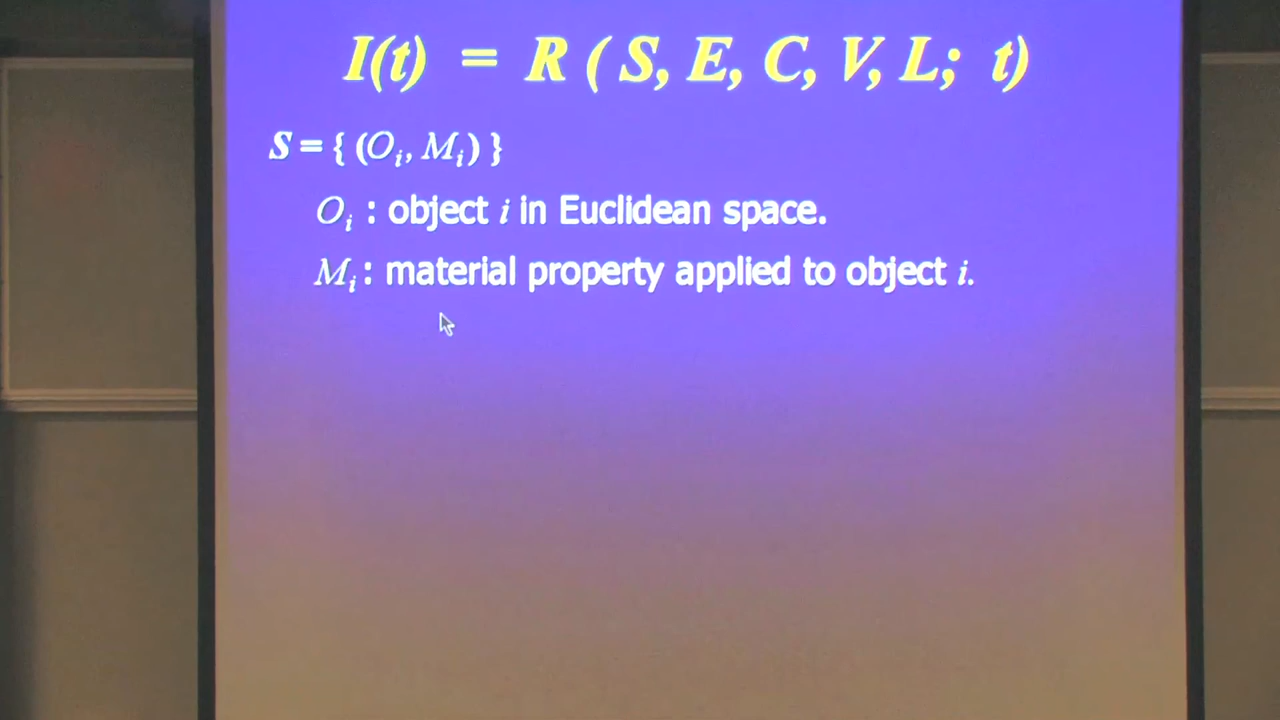 I(t) = R ( S, E, C, V, L; t)
S = { (Oᵢ, Mᵢ) }
Oᵢ : object i in Euclidean space.
Mᵢ : material property applied to object i.